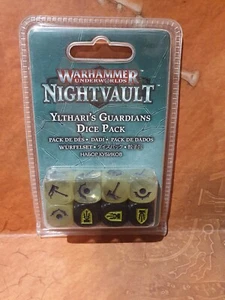 WARHAMMER
UNDERWORLDS
NIGHTVAULT
YLTHARI'S GUARDIANS
DICE PACK
PACK DE DÉS • DADI • PACK DE DADOS
WÜRFELSET •
НАБОР КУБИКОВ